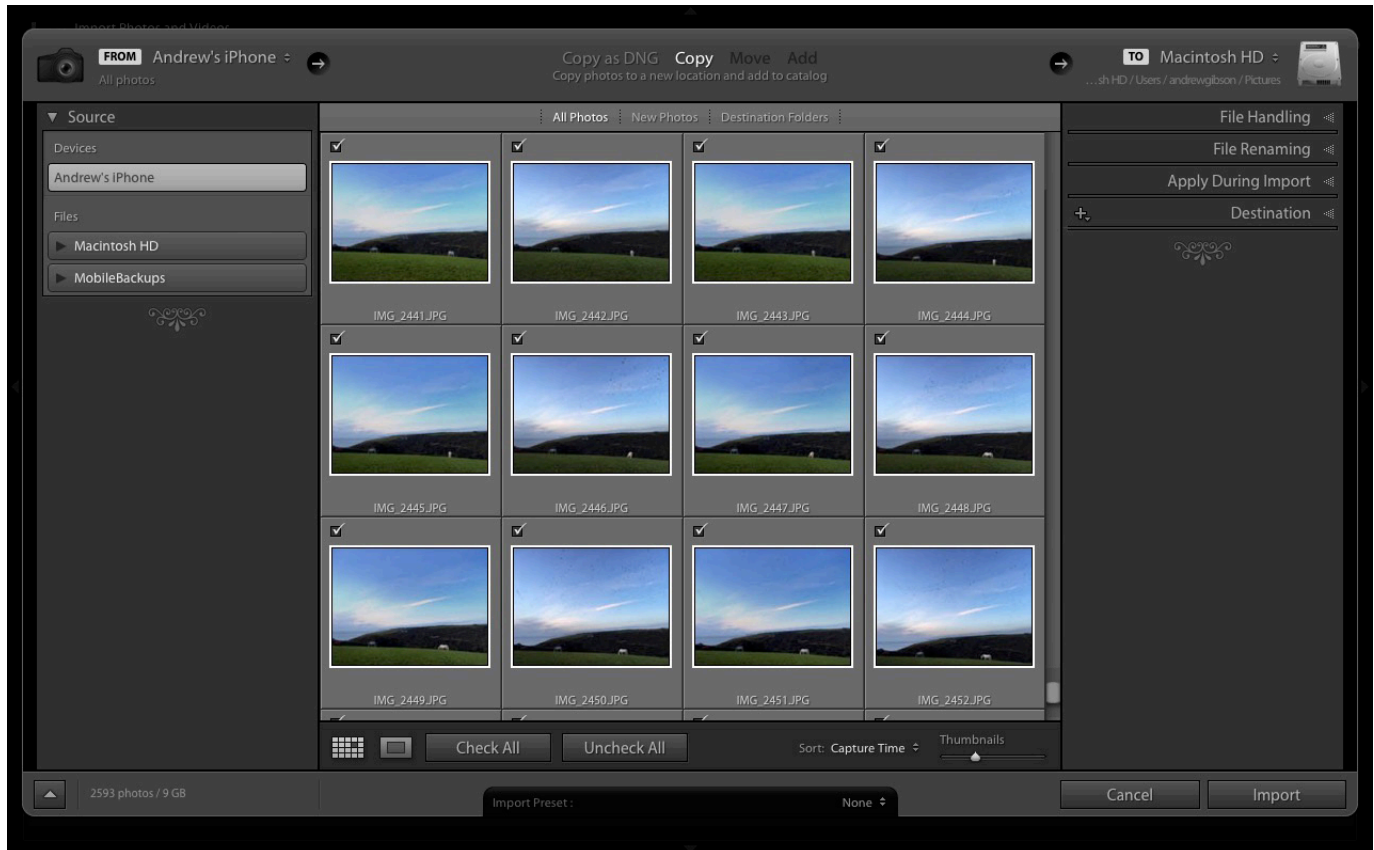 Import Photos and Videos
FROM Andrew's iPhone
All photos
Copy as DNG Copy Move Add
Copy photos to a new location and add to catalog
TO Macintosh HD
…sh HD / Users / andrewgibson / Pictures
Source
Devices
Andrew's iPhone
Files
Macintosh HD
MobileBackups
All Photos New Photos Destination Folders
IMG_2441.JPG IMG_2442.JPG IMG_2443.JPG IMG_2444.JPG
IMG_2445.JPG IMG_2446.JPG IMG_2447.JPG IMG_2448.JPG
IMG_2449.JPG IMG_2450.JPG IMG_2451.JPG IMG_2452.JPG
File Handling
File Renaming
Apply During Import
Destination
Check All Uncheck All Sort: Capture Time Thumbnails
2593 photos / 9 GB
Import Preset : None
Cancel Import